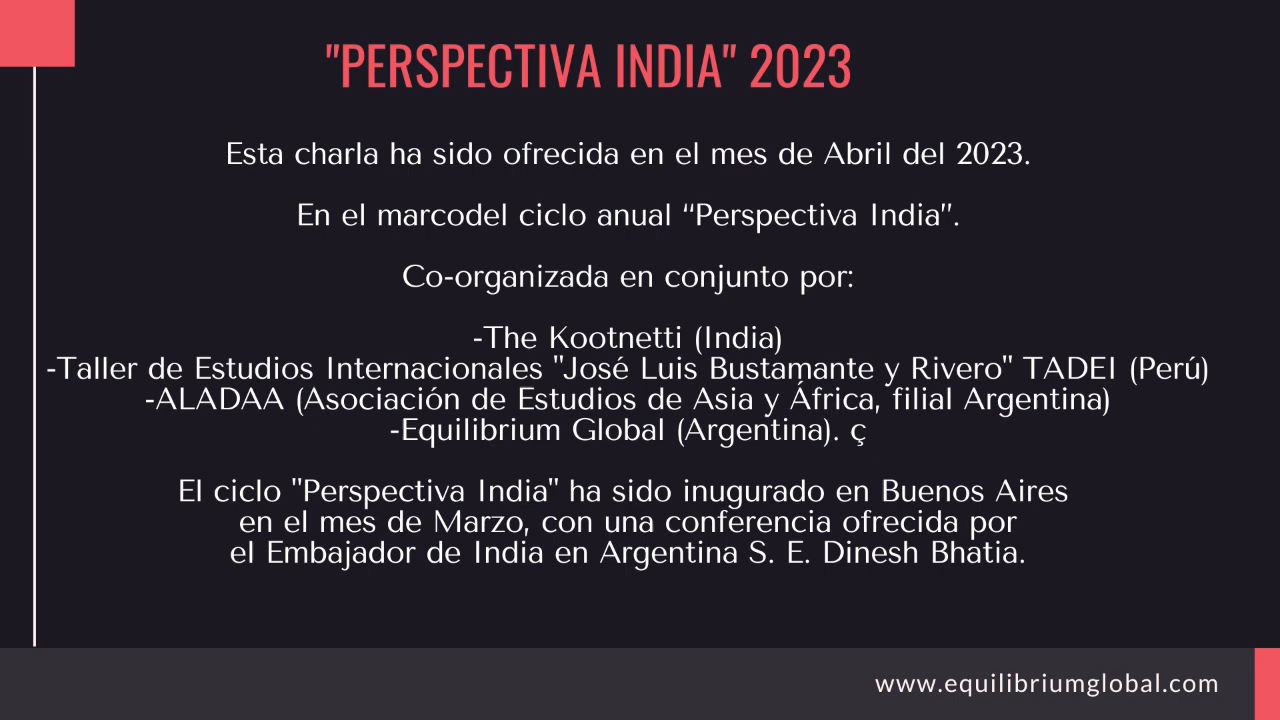 "PERSPECTIVA INDIA" 2023
Esta charla ha sido ofrecida en el mes de Abril del 2023.
En el marcodel ciclo anual “Perspectiva India”.
Co-organizada en conjunto por:
-The Kootnetti (India)
-Taller de Estudios Internacionales "José Luis Bustamante y Rivero" TADEI (Perú)
-ALADAA (Asociación de Estudios de Asia y África, filial Argentina)
-Equilibrium Global (Argentina). ç
El ciclo "Perspectiva India" ha sido inugurado en Buenos Aires
en el mes de Marzo, con una conferencia ofrecida por
el Embajador de India en Argentina S. E. Dinesh Bhatia.
www.equilibriumglobal.com